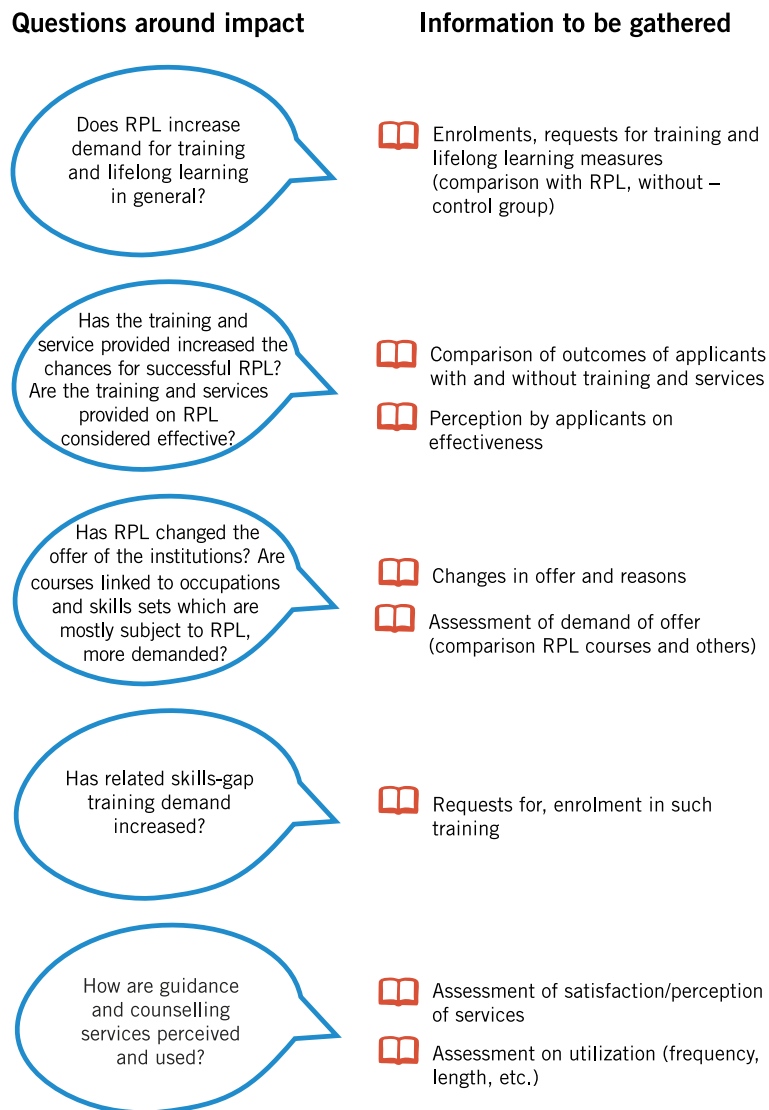 Questions around impact
Information to be gathered
Does RPL increase
demand for training
and lifelong learning
in general?
Enrolments, requests for training and
lifelong learning measures
(comparison with RPL, without –
control group)
Has the training and
service provided increased the
chances for successful RPL?
Are the training and services
provided on RPL
considered effective?
Comparison of outcomes of applicants
with and without training and services
Perception by applicants on
effectiveness
Has RPL changed the
offer of the institutions? Are
courses linked to occupations
and skills sets which are
mostly subject to RPL,
more demanded?
Changes in offer and reasons
Assessment of demand of offer
(comparison RPL courses and others)
Has related skills-gap
training demand
increased?
Requests for, enrolment in such
training
How are guidance
and counselling
services perceived
and used?
Assessment of satisfaction/perception
of services
Assessment on utilization (frequency,
length, etc.)